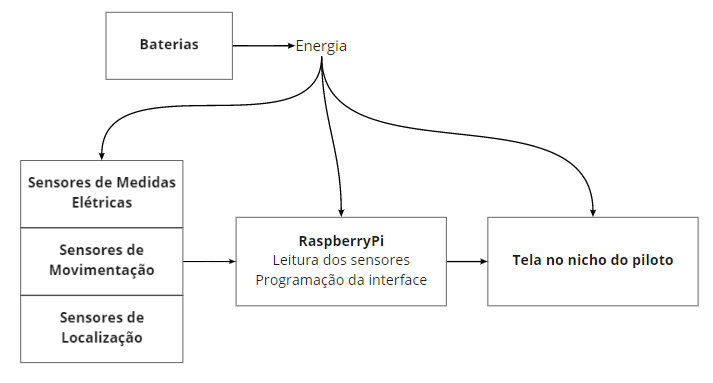 Baterias
Energia
Sensores de Medidas
Elétricas
Sensores de
Movimentação
Sensores de
Localização
RaspberryPi
Leitura dos sensores
Programação da interface
Tela no nicho do piloto